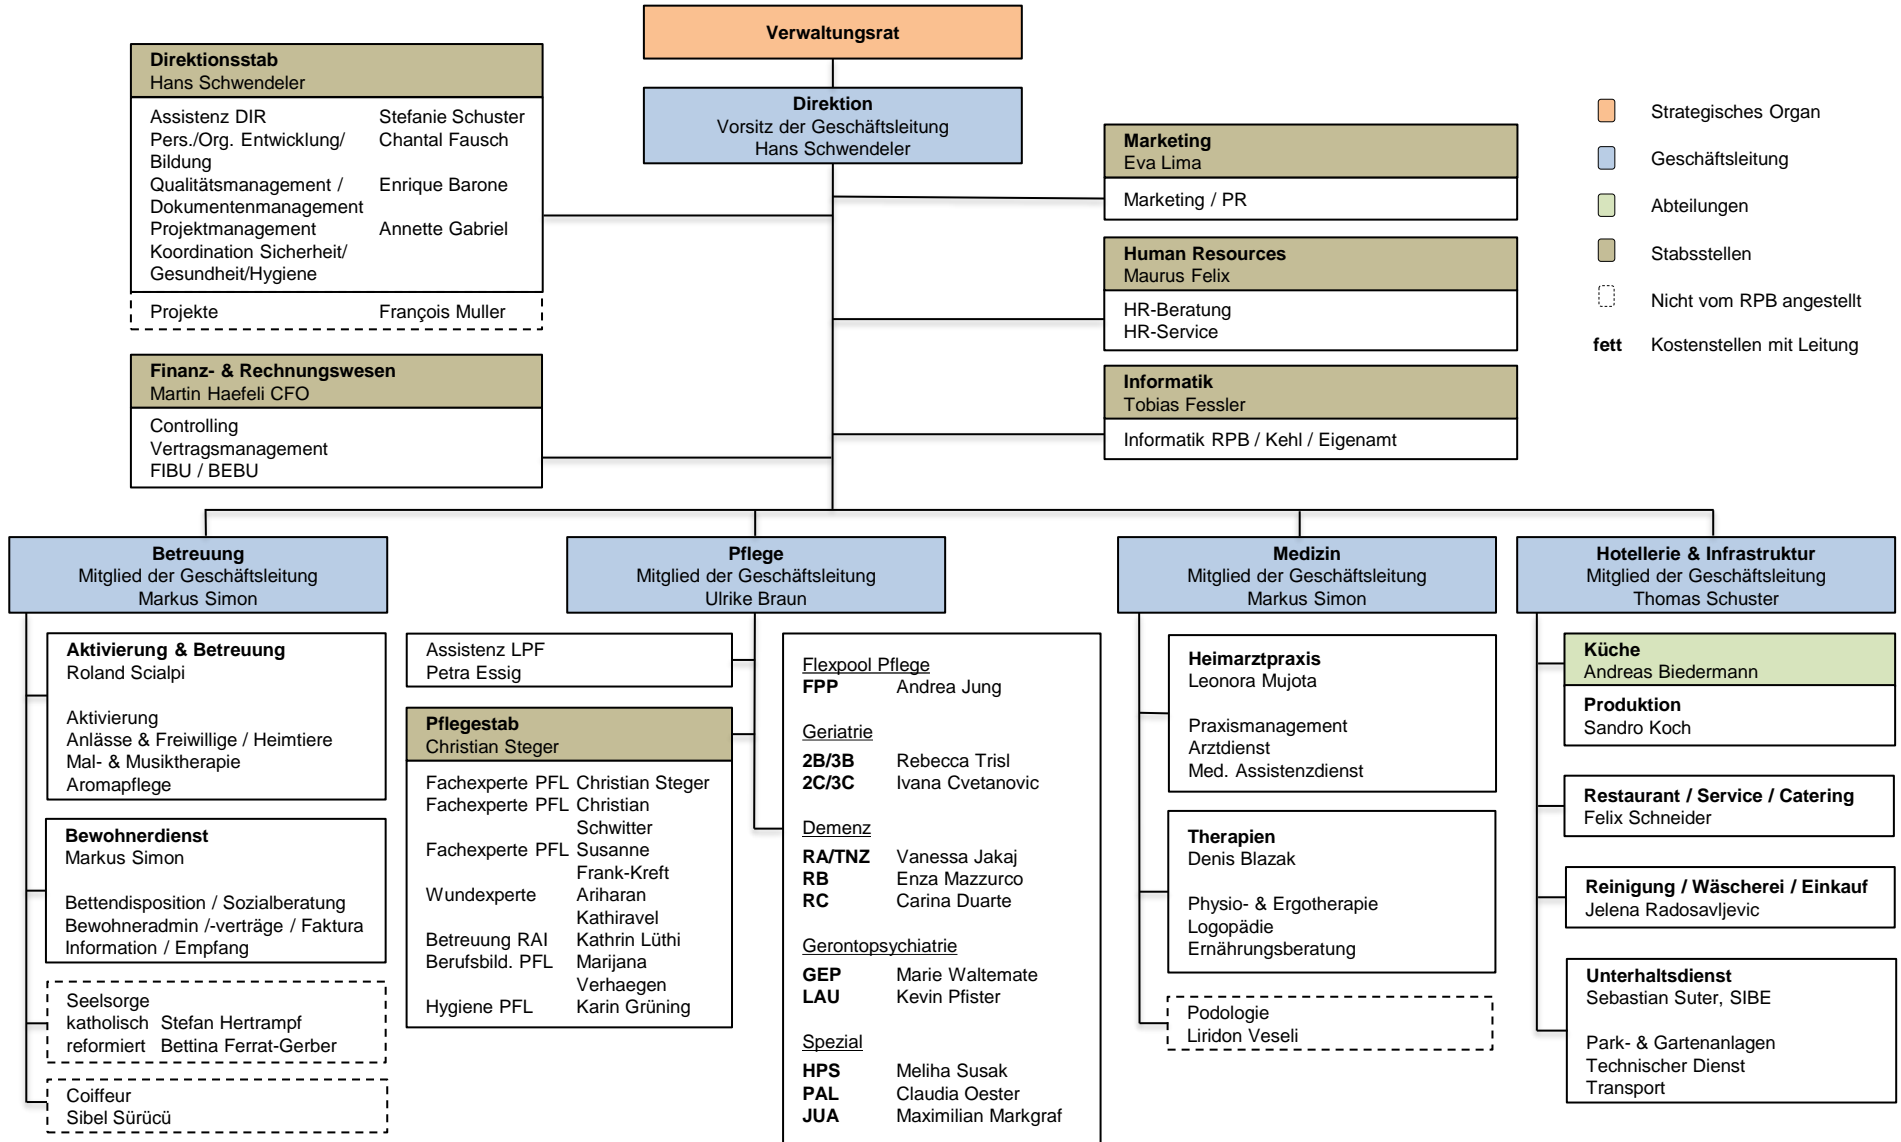 Verwaltungsrat
Direktion
Vorsitz der Geschäftsleitung
Hans Schwendeler
Direktionsstab
Hans Schwendeler
Assistenz DIR Stefanie Schuster
Pers./Org. Entwicklung/ Chantal Fausch
Bildung
Qualitätsmanagement / Enrique Barone
Dokumentenmanagement
Projektmanagement Annette Gabriel
Koordination Sicherheit/
Gesundheit/Hygiene
Projekte François Muller
Finanz- & Rechnungswesen
Martin Haefeli CFO
Controlling
Vertragsmanagement
FIBU / BEBU
Marketing
Eva Lima
Marketing / PR
Human Resources
Maurus Felix
HR-Beratung
HR-Service
Informatik
Tobias Fessler
Informatik RPB / Kehl / Eigenamt
Strategisches Organ
Geschäftsleitung
Abteilungen
Stabsstellen
Nicht vom RPB angestellt
fett Kostenstellen mit Leitung
Betreuung
Mitglied der Geschäftsleitung
Markus Simon
Aktivierung & Betreuung
Roland Scialpi
Aktivierung
Anlässe & Freiwillige / Heimtiere
Mal- & Musiktherapie
Aromapflege
Bewohnerdienst
Markus Simon
Bettendisposition / Sozialberatung
Bewohneradmin /-verträge / Faktura
Information / Empfang
Seelsorge
katholisch Stefan Hertrampf
reformiert Bettina Ferrat-Gerber
Coiffeur
Sibel Sürücü
Pflege
Mitglied der Geschäftsleitung
Ulrike Braun
Assistenz LPF
Petra Essig
Pflegestab
Christian Steger
Fachexperte PFL Christian Steger
Fachexperte PFL Christian
Schwitter
Fachexperte PFL Susanne
Frank-Kreft
Wundexperte Ariharan
Kathiravel
Betreuung RAI Kathrin Lüthi
Berufsbild. PFL Marijana
Verhaegen
Hygiene PFL Karin Grüning
Flexpool Pflege
FPP Andrea Jung
Geriatrie
2B/3B Rebecca Trisl
2C/3C Ivana Cvetanovic
Demenz
RA/TNZ Vanessa Jakaj
RB Enza Mazzurco
RC Carina Duarte
Gerontopsychiatrie
GEP Marie Waltemate
LAU Kevin Pfister
Spezial
HPS Meliha Susak
PAL Claudia Oester
JUA Maximilian Markgraf
Medizin
Mitglied der Geschäftsleitung
Markus Simon
Heimarztpraxis
Leonora Mujota
Praxismanagement
Arztdienst
Med. Assistenzdienst
Therapien
Denis Blazak
Physio- & Ergotherapie
Logopädie
Ernährungsberatung
Podologie
Liridon Veseli
Hotellerie & Infrastruktur
Mitglied der Geschäftsleitung
Thomas Schuster
Küche
Andreas Biedermann
Produktion
Sandro Koch
Restaurant / Service / Catering
Felix Schneider
Reinigung / Wäscherei / Einkauf
Jelena Radosavljevic
Unterhaltsdienst
Sebastian Suter, SIBE
Park- & Gartenanlagen
Technischer Dienst
Transport